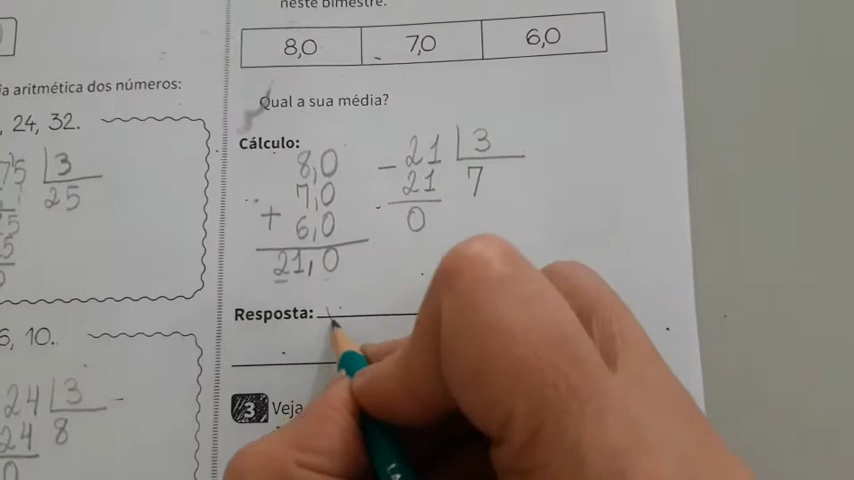 neste bimestre.
8,0 7,0 6,0
Qual a sua média?
Cálculo:
8,0
7,0
+ 6,0
21,0
- 21 3
21 7
0
Resposta:
3 Veja
a aritmética dos números:
, 24, 32.
75 3
25
5
0
6, 10.
24 3
24 8
0